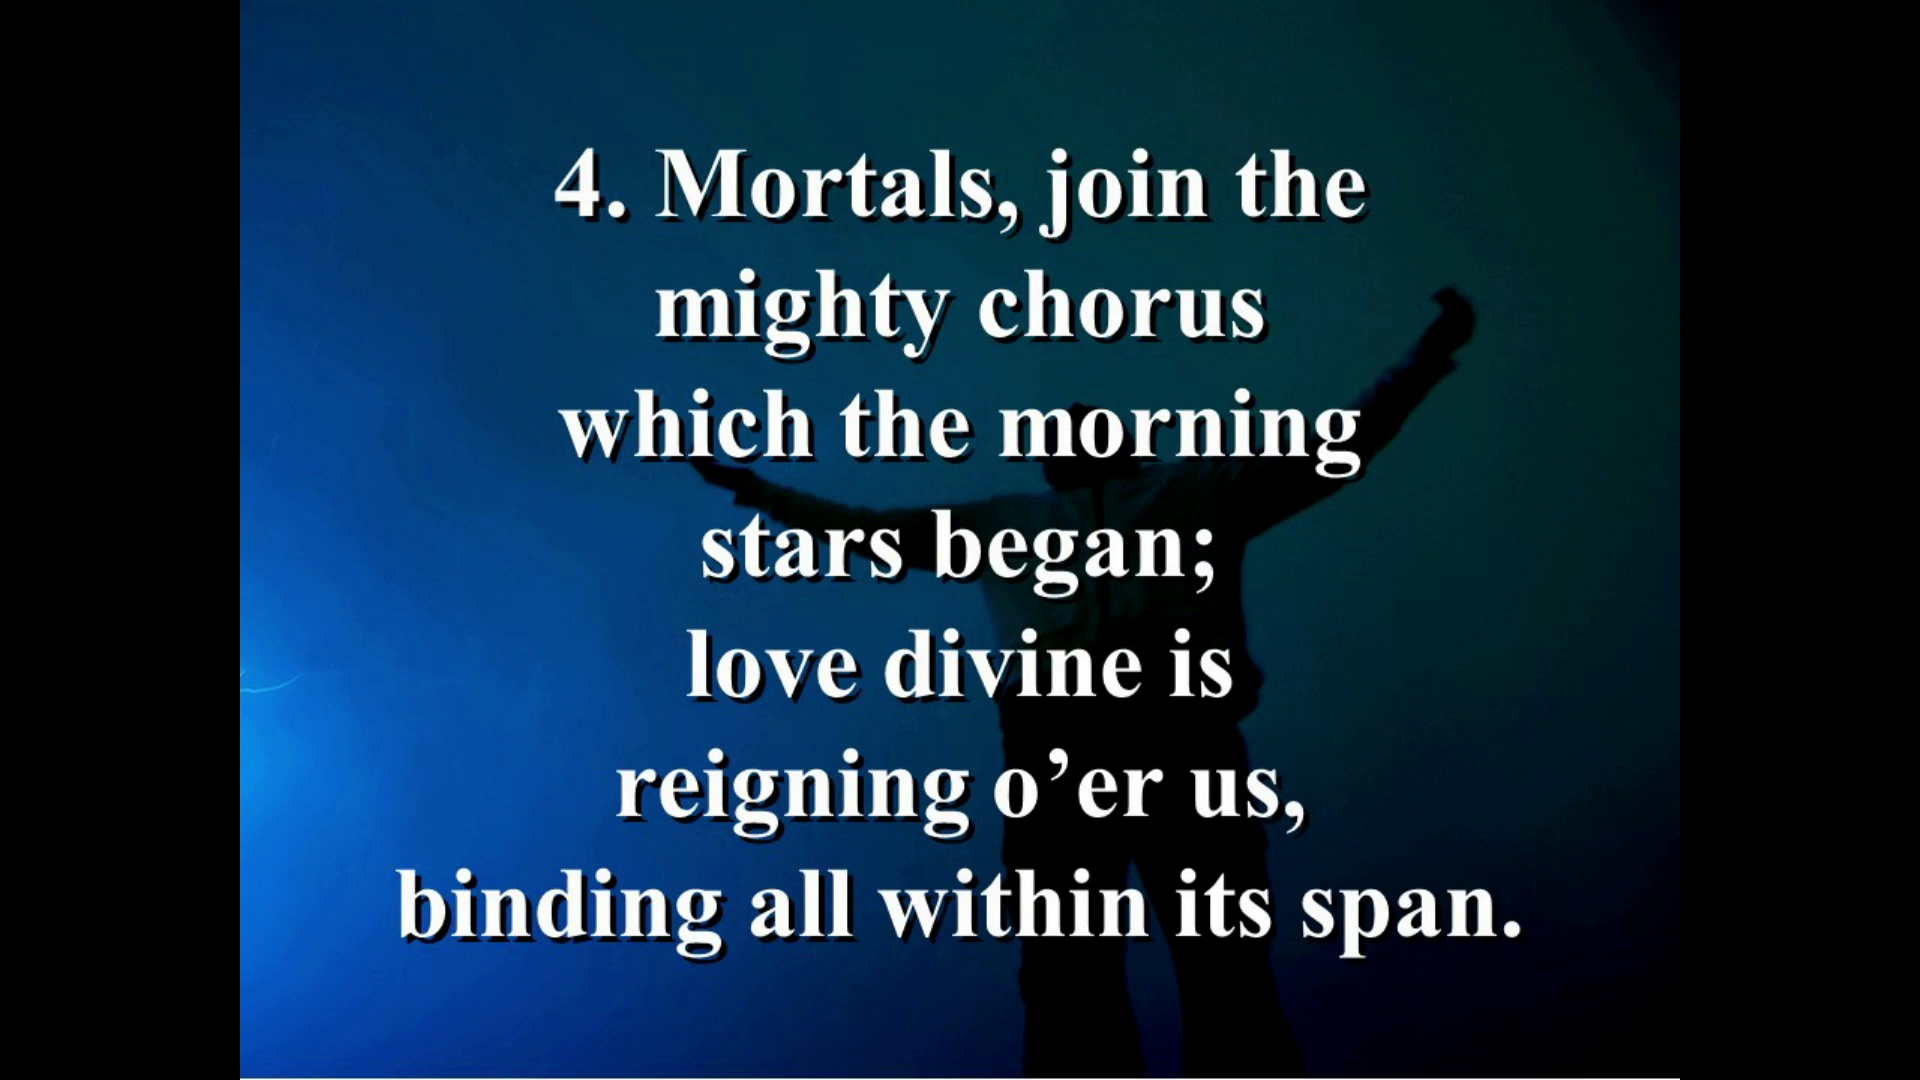 4. Mortals, join the
mighty chorus
which the morning
stars began;
love divine is
reigning o’er us,
binding all within its span.